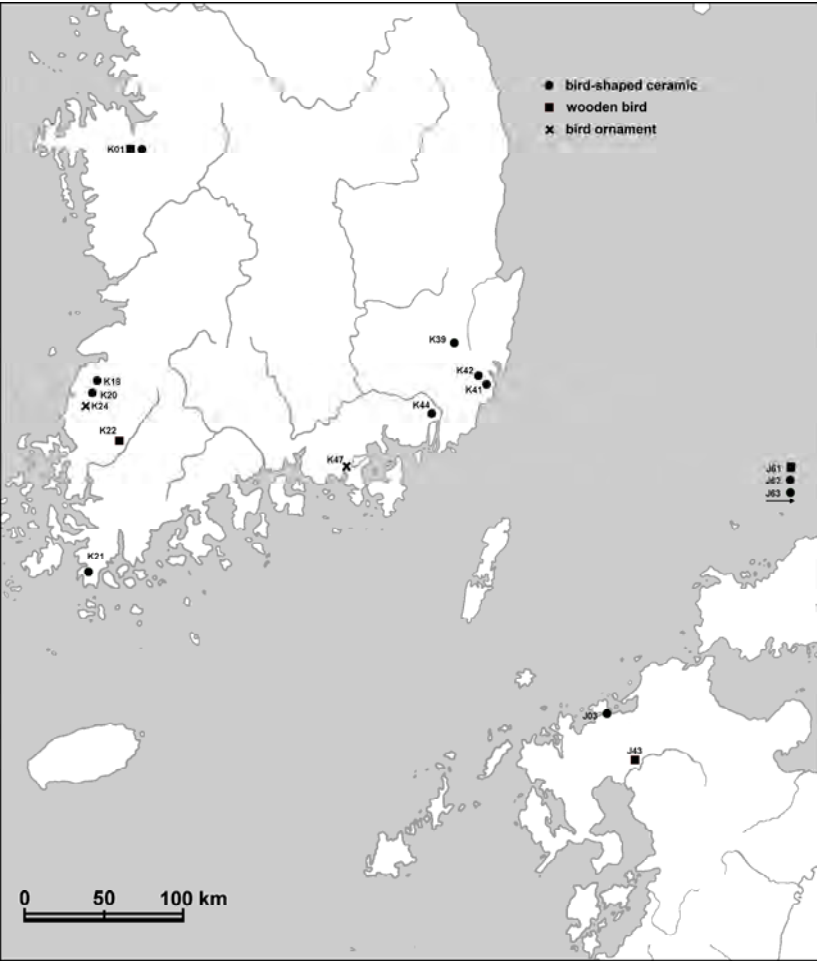 bird-shaped ceramic
wooden bird
bird ornament
K01
K39
K42
K41
K18
K20
K24
K44
K22
K47
J61
J62
J63
K21
J03
J43
0 50 100 km